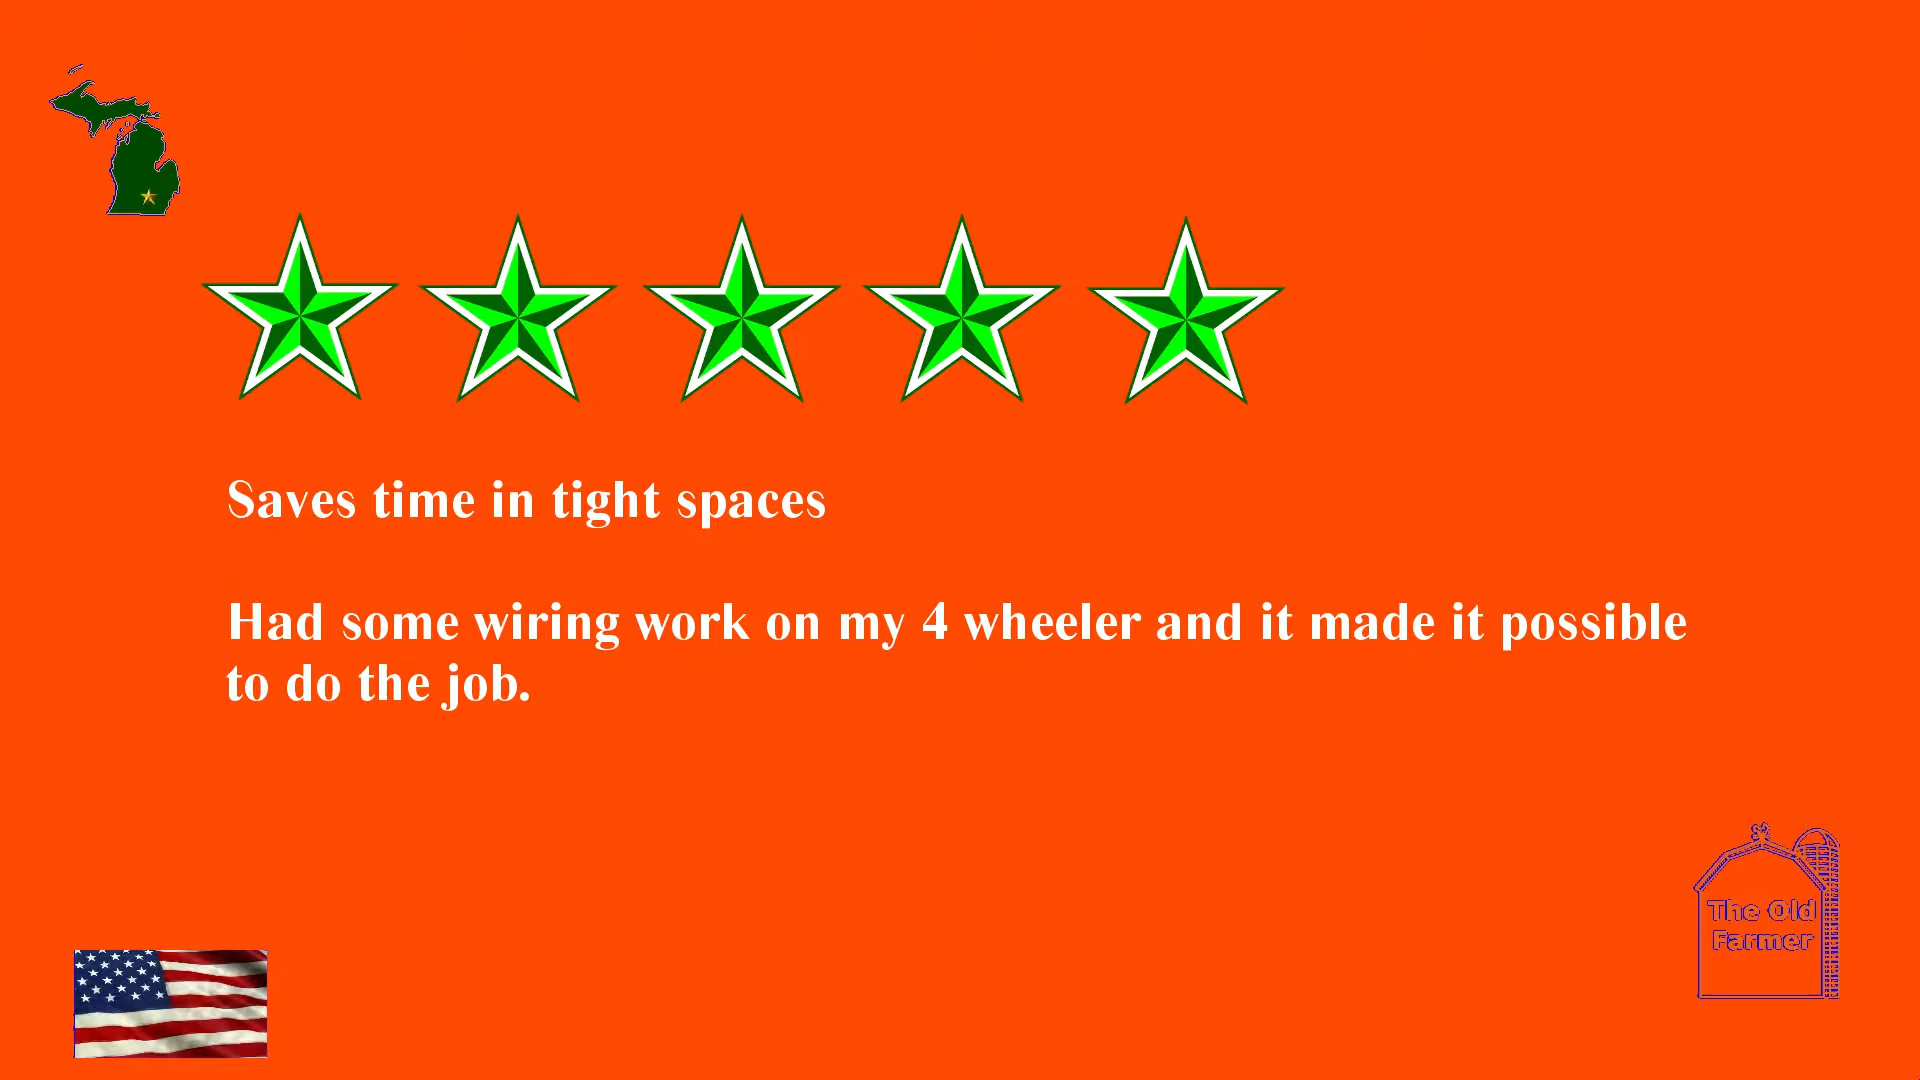 Saves time in tight spaces
Had some wiring work on my 4 wheeler and it made it possible
to do the job.
The Old
Farmer